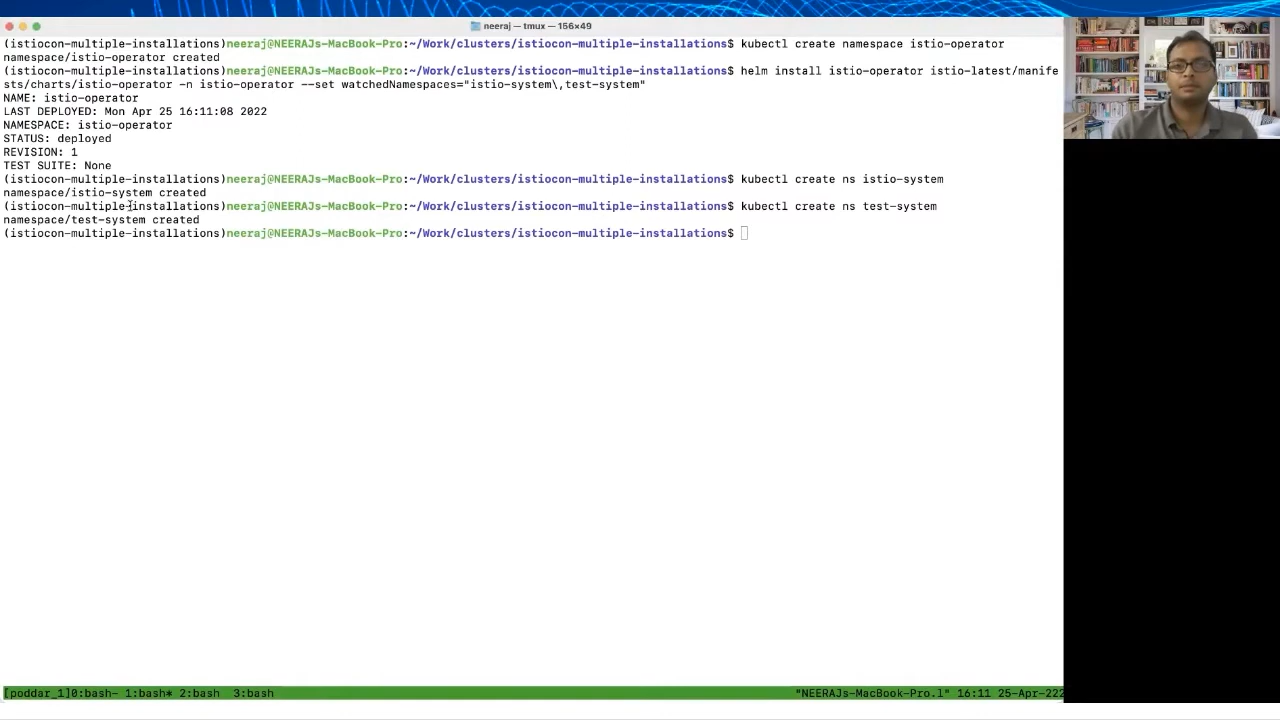 neeraj — tmux — 156×49
(istiocon-multiple-installations)neeraj@NEERAJs-MacBook-Pro:~/Work/clusters/istiocon-multiple-installations$ kubectl create namespace istio-operator
namespace/istio-operator created
(istiocon-multiple-installations)neeraj@NEERAJs-MacBook-Pro:~/Work/clusters/istiocon-multiple-installations$ helm install istio-operator istio-latest/manife
sts/charts/istio-operator -n istio-operator --set watchedNamespaces="istio-system\,test-system"
NAME: istio-operator
LAST DEPLOYED: Mon Apr 25 16:11:08 2022
NAMESPACE: istio-operator
STATUS: deployed
REVISION: 1
TEST SUITE: None
(istiocon-multiple-installations)neeraj@NEERAJs-MacBook-Pro:~/Work/clusters/istiocon-multiple-installations$ kubectl create ns istio-system
namespace/istio-system created
(istiocon-multiple-installations)neeraj@NEERAJs-MacBook-Pro:~/Work/clusters/istiocon-multiple-installations$ kubectl create ns test-system
namespace/test-system created
(istiocon-multiple-installations)neeraj@NEERAJs-MacBook-Pro:~/Work/clusters/istiocon-multiple-installations$
[poddar_1]0:bash- 1:bash* 2:bash  3:bash "NEERAJs-MacBook-Pro.l" 16:11 25-Apr-222